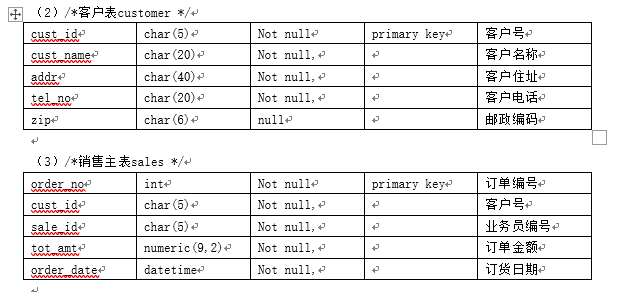 （2）/*客户表customer */
cust_id char(5) Not null primary key 客户号
cust_name char(20) Not null, 客户名称
addr char(40) Not null, 客户住址
tel_no char(20) Not null, 客户电话
zip char(6) null 邮政编码
（3）/*销售主表sales */
order_no int Not null primary key 订单编号
cust_id char(5) Not null, 客户号
sale_id char(5) Not null, 业务员编号
tot_amt numeric(9,2) Not null, 订单金额
order_date datetime Not null, 订货日期